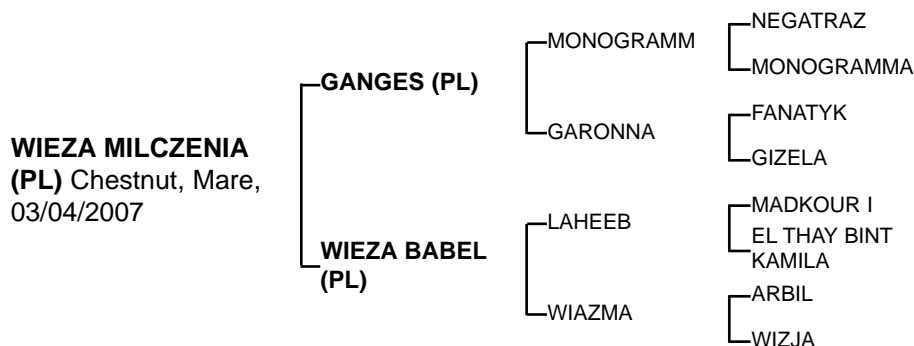 WIEZA MILCZENIA
(PL) Chestnut, Mare,
03/04/2007
GANGES (PL)
WIEZA BABEL
(PL)
MONOGRAMM
GARONNA
LAHEEB
WIAZMA
NEGATRAZ
MONOGRAMMA
FANATYK
GIZELA
MADKOUR I
EL THAY BINT
KAMILA
ARBIL
WIZJA